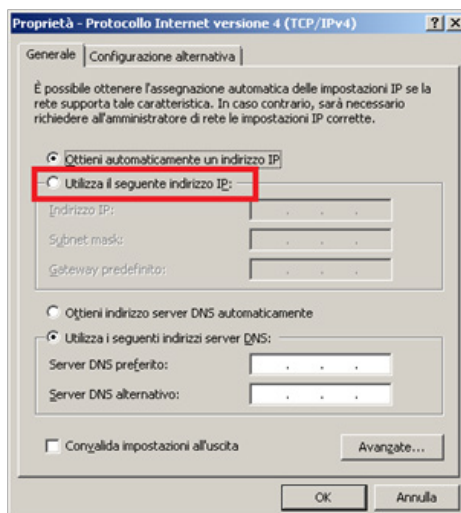 Proprietà - Protocollo Internet versione 4 (TCP/IPv4)
Generale
Configurazione alternativa
È possibile ottenere l'assegnazione automatica delle impostazioni IP se la
rete supporta tale caratteristica. In caso contrario, sarà necessario
richiedere all'amministratore di rete le impostazioni IP corrette.
Ottieni automaticamente un indirizzo IP
Utilizza il seguente indirizzo IP:
Indirizzo IP:
Subnet mask:
Gateway predefinito:
Ottieni indirizzo server DNS automaticamente
Utilizza i seguenti indirizzi server DNS:
Server DNS preferito:
Server DNS alternativo:
Convalida impostazioni all'uscita
Avanzate...
OK
Annulla